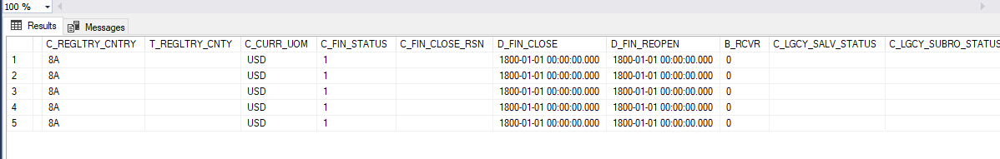 100 %
Results Messages
C_REGLTRY_CNTRY T_REGLTRY_CNTY C_CURR_UOM C_FIN_STATUS C_FIN_CLOSE_RSN D_FIN_CLOSE D_FIN_REOPEN B_RCVR C_LGCY_SALV_STATUS C_LGCY_SUBRO_STATUS
1 8A USD 1 1800-01-01 00:00:00.000 1800-01-01 00:00:00.000 0
2 8A USD 1 1800-01-01 00:00:00.000 1800-01-01 00:00:00.000 0
3 8A USD 1 1800-01-01 00:00:00.000 1800-01-01 00:00:00.000 0
4 8A USD 1 1800-01-01 00:00:00.000 1800-01-01 00:00:00.000 0
5 8A USD 1 1800-01-01 00:00:00.000 1800-01-01 00:00:00.000 0